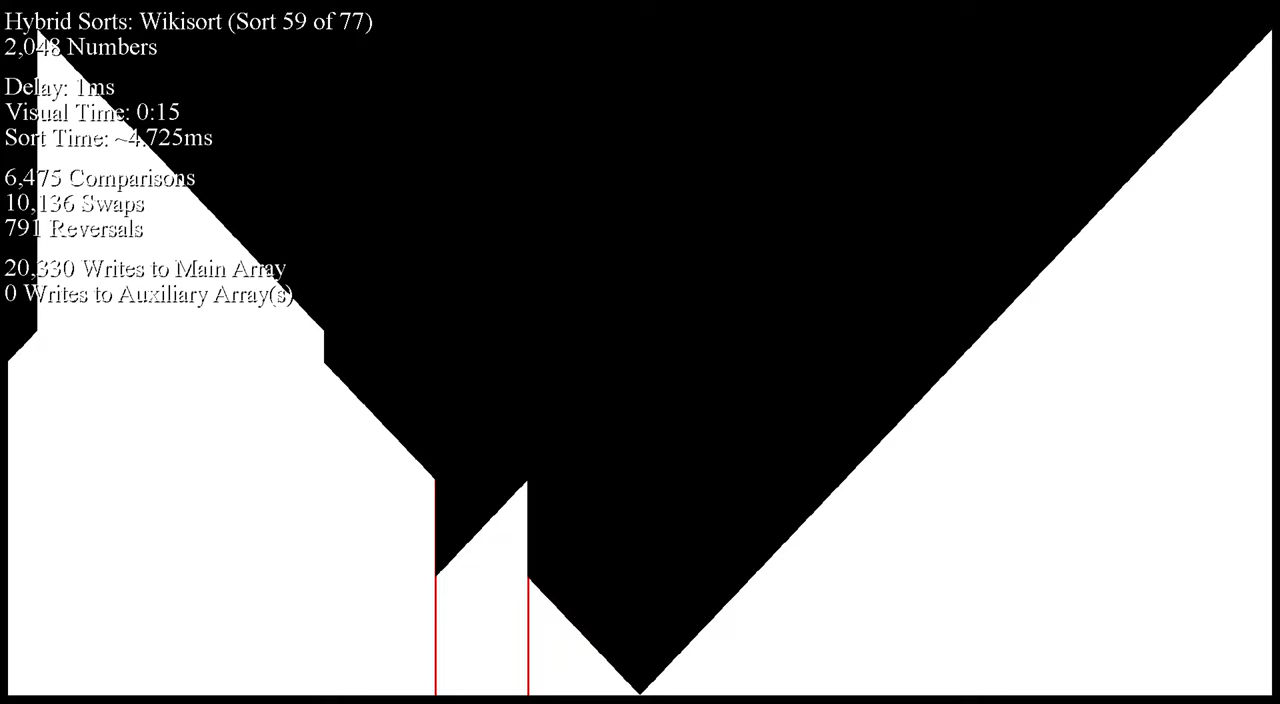 Hybrid Sorts: Wikisort (Sort 59 of 77)
2,048 Numbers
Delay: 1ms
Visual Time: 0:15
Sort Time: ~4.725ms
6,475 Comparisons
10,136 Swaps
791 Reversals
20,330 Writes to Main Array
0 Writes to Auxiliary Array(s)